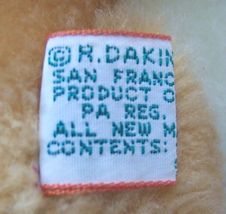 © R. DAKIN
SAN FRANC
PRODUCT O
PA REG.
ALL NEW M
CONTENTS: